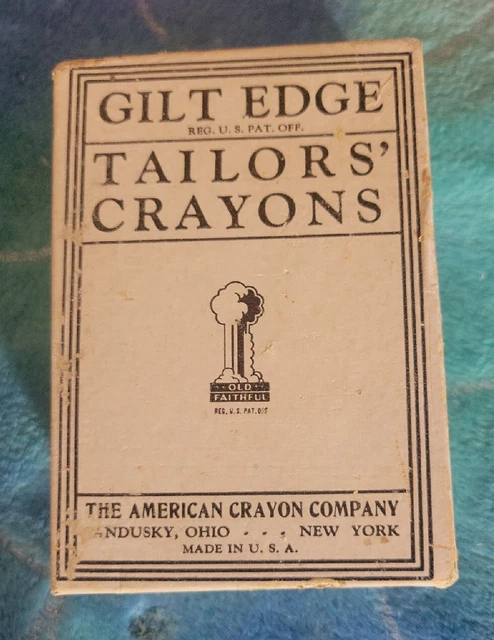 GILT EDGE
REG. U. S. PAT. OFF.
TAILORS'
CRAYONS
OLD
FAITHFUL
REG. U. S. PAT. OFF
THE AMERICAN CRAYON COMPANY
NDUSKY, OHIO - - - NEW YORK
MADE IN U. S. A.